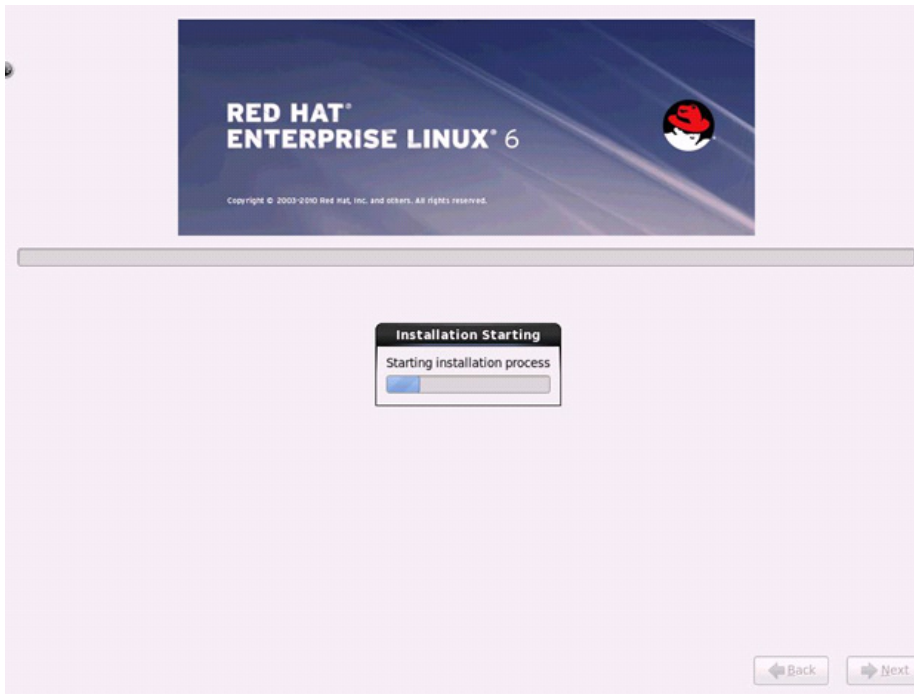 RED HAT®
ENTERPRISE LINUX® 6
Copyright © 2003-2010 Red Hat, Inc. and others. All rights reserved.
Installation Starting
Starting installation process
Back
Next